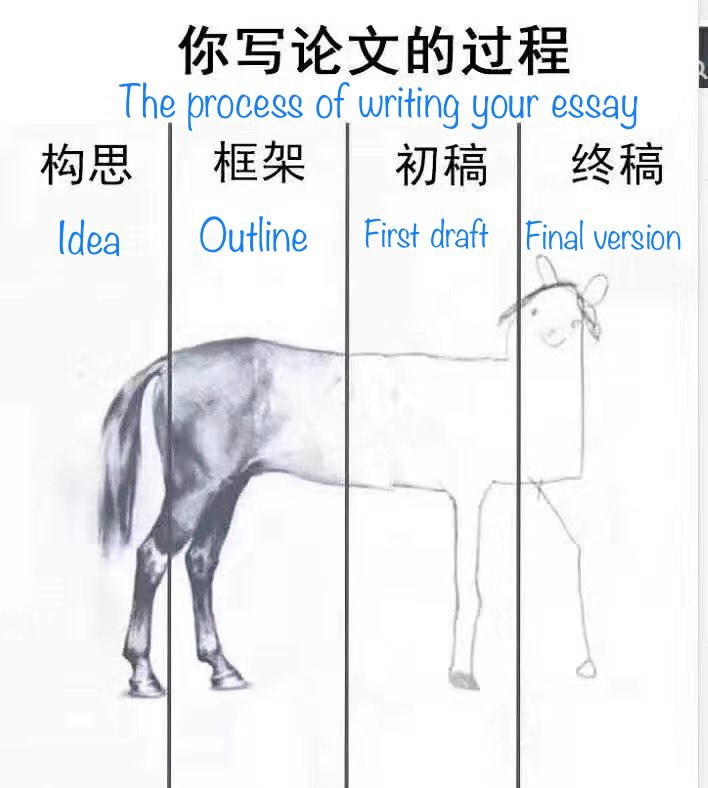 你写论文的过程
The process of writing your essay
构思 框架 初稿 终稿
Idea Outline First draft Final version